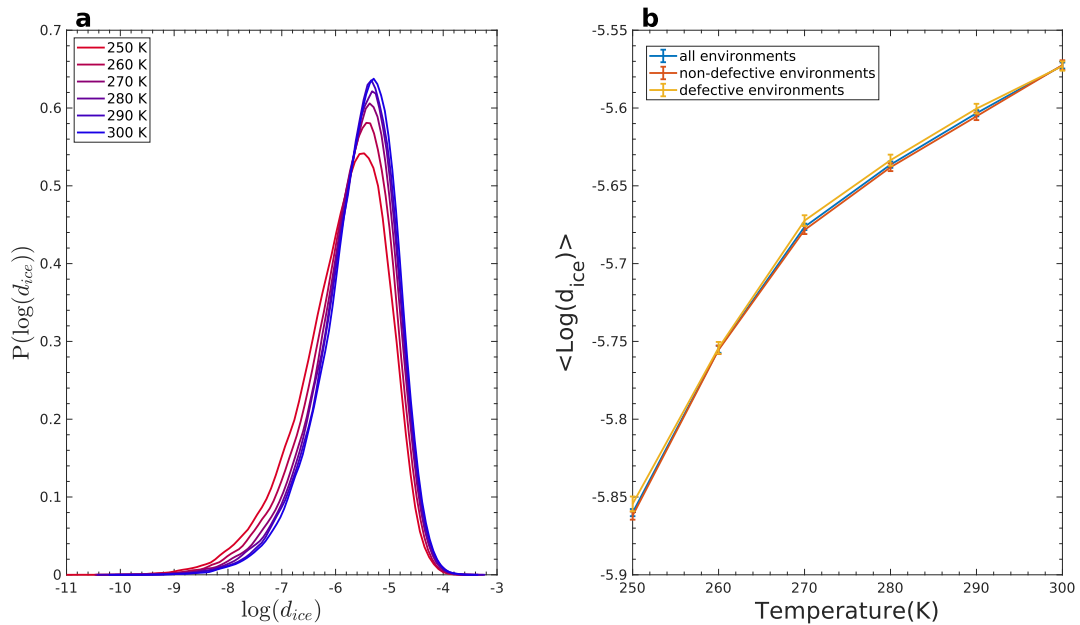 a
0.7
0.6
0.5
0.4
0.3
0.2
0.1
0
P(log(d_ice))
250 K
260 K
270 K
280 K
290 K
300 K
-11 -10 -9 -8 -7 -6 -5 -4 -3
log(d_ice)
b
-5.55
-5.6
-5.65
-5.7
-5.75
-5.8
-5.85
-5.9
<Log(d_ice)>
all environments
non-defective environments
defective environments
250 260 270 280 290 300
Temperature(K)